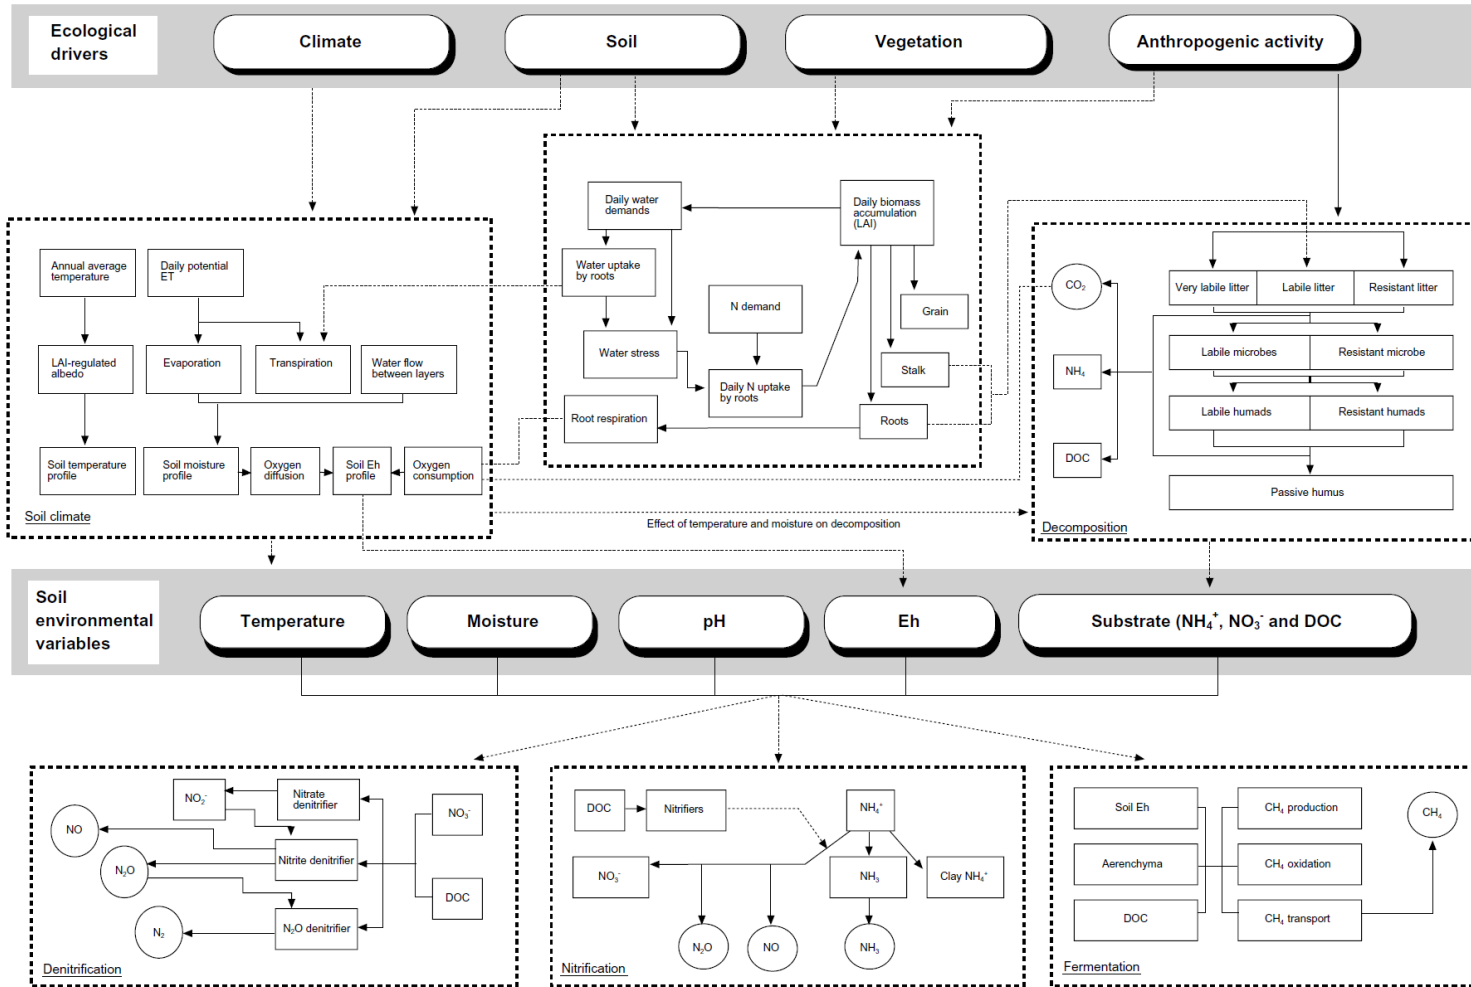 Ecological
drivers
Climate
Soil
Vegetation
Anthropogenic activity
Annual average
temperature
Daily potential
ET
LAI-regulated
albedo
Evaporation
Transpiration
Water flow
between layers
Soil temperature
profile
Soil moisture
profile
Oxygen
diffusion
Soil Eh
profile
Oxygen
consumption
Soil climate
Daily water
demands
Daily biomass
accumulation
(LAI)
Water uptake
by roots
N demand
Grain
Water stress
Stalk
Daily N uptake
by roots
Root respiration
Roots
Effect of temperature and moisture on decomposition
CO₂
NH₄
DOC
Very labile litter
Labile litter
Resistant litter
Labile microbes
Resistant microbe
Labile humads
Resistant humads
Passive humus
Decomposition
Soil
environmental
variables
Temperature
Moisture
pH
Eh
Substrate (NH₄⁺, NO₃⁻ and DOC
NO₂⁻
Nitrate
denitrifier
NO₃⁻
NO
Nitrite denitrifier
N₂O
DOC
N₂
N₂O denitrifier
Denitrification
DOC
Nitrifiers
NH₄⁺
NO₃⁻
NH₃
Clay NH₄⁺
N₂O
NO
NH₃
Nitrification
Soil Eh
CH₄ production
CH₄
Aerenchyma
CH₄ oxidation
DOC
CH₄ transport
Fermentation